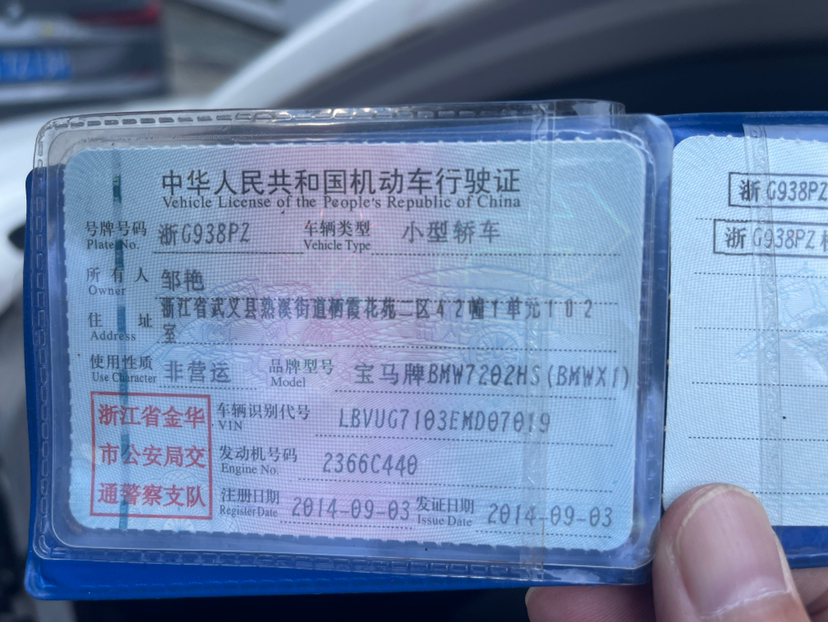 中华人民共和国机动车行驶证
Vehicle License of the People's Republic of China
号牌号码 浙G938PZ 车辆类型 小型轿车
Plate No. Vehicle Type
所有人 邹艳
Owner
浙江省武义县熟溪街道栖霞花苑二区42幢1单元102
住址 室
Address
使用性质 非营运 品牌型号 宝马牌BMW7202HS(BMWX1)
Use Character Model
浙江省金华
市公安局交
通警察支队
车辆识别代号 LBVUG7103EMD07019
VIN
发动机号码 2366C440
Engine No.
注册日期 2014-09-03 发证日期 2014-09-03
Register Date Issue Date
浙G938PZ
浙G938PZ